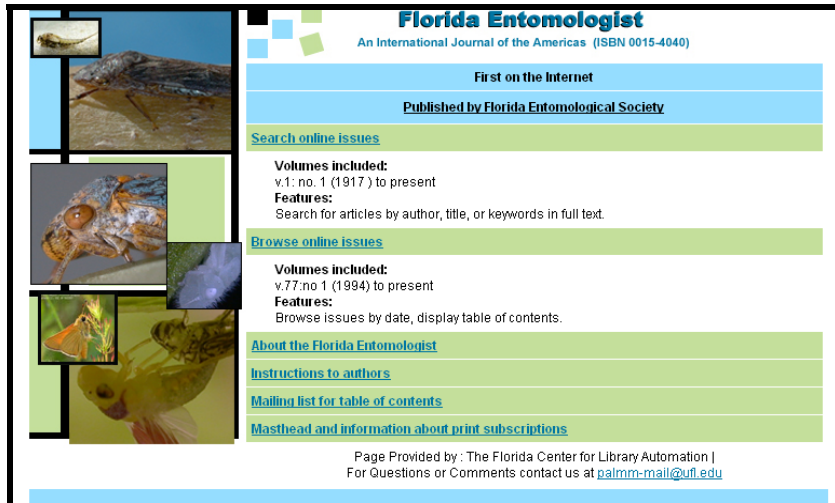 Florida Entomologist
An International Journal of the Americas (ISBN 0015-4040)
First on the Internet
Published by Florida Entomological Society
Search online issues
Volumes included:
v.1: no. 1 (1917 ) to present
Features:
Search for articles by author, title, or keywords in full text.
Browse online issues
Volumes included:
v.77:no 1 (1994) to present
Features:
Browse issues by date, display table of contents.
About the Florida Entomologist
Instructions to authors
Mailing list for table of contents
Masthead and information about print subscriptions
Page Provided by : The Florida Center for Library Automation |
For Questions or Comments contact us at palmm-mail@ufl.edu